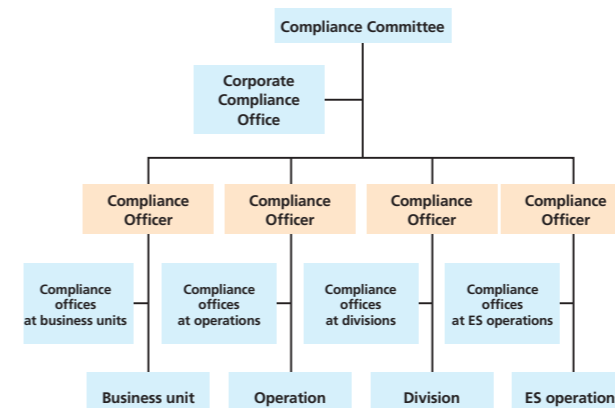 Compliance Committee
Corporate
Compliance
Office
Compliance
Officer
Compliance
Officer
Compliance
Officer
Compliance
Officer
Compliance
offices
at business units
Compliance
offices
at operations
Compliance
offices
at divisions
Compliance
offices
at ES operations
Business unit
Operation
Division
ES operation